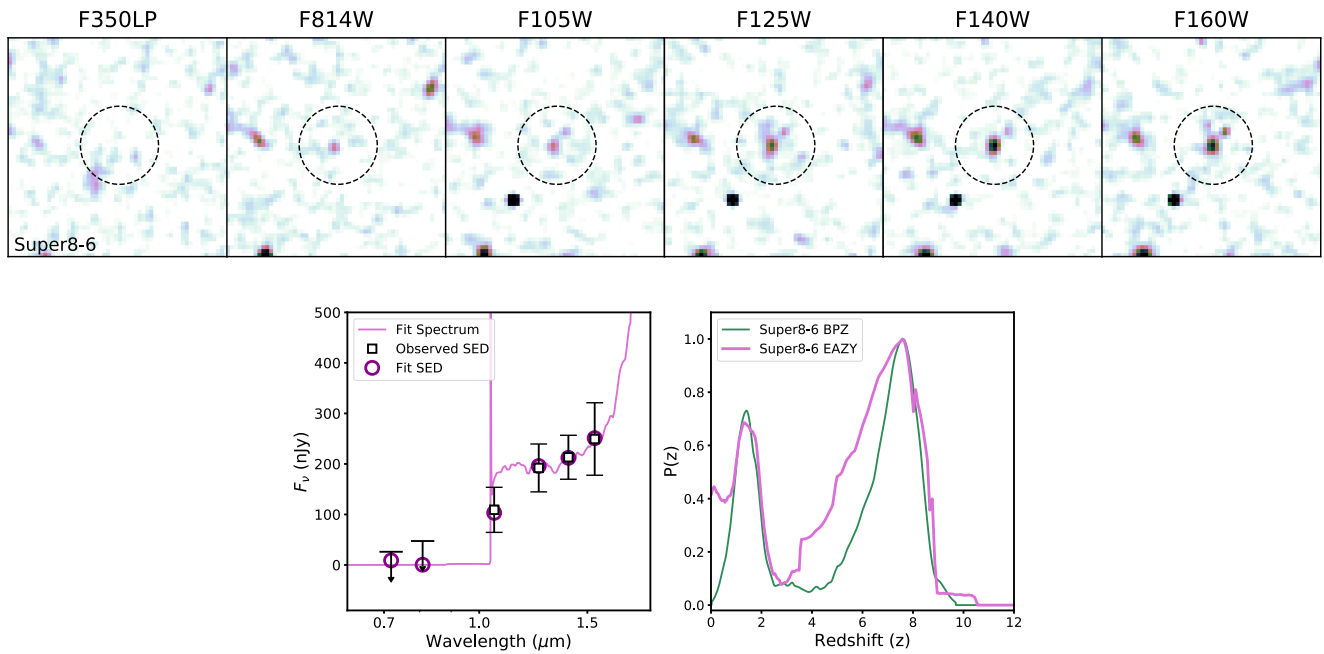 F350LP F814W F105W F125W F140W F160W
Super8-6
Fit Spectrum
Observed SED
Fit SED
500
400
300
200
100
0
F_ν (nJy)
0.7 1.0 1.5
Wavelength (μm)
Super8-6 BPZ
Super8-6 EAZY
1.0
0.8
0.6
0.4
0.2
0.0
P(z)
0 2 4 6 8 10 12
Redshift (z)